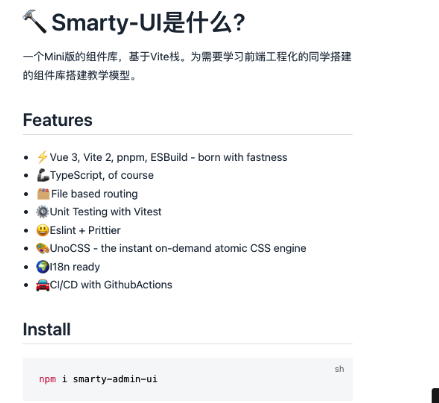 🔨 Smarty-UI是什么?
一个Mini版的组件库，基于Vite栈。为需要学习前端工程化的同学搭建
的组件库搭建教学模型。
Features
⚡Vue 3, Vite 2, pnpm, ESBuild - born with fastness
🦾TypeScript, of course
🗂File based routing
⚙️Unit Testing with Vitest
😃Eslint + Prittier
🎨UnoCSS - the instant on-demand atomic CSS engine
🌍I18n ready
🚘CI/CD with GithubActions
Install
sh
npm i smarty-admin-ui